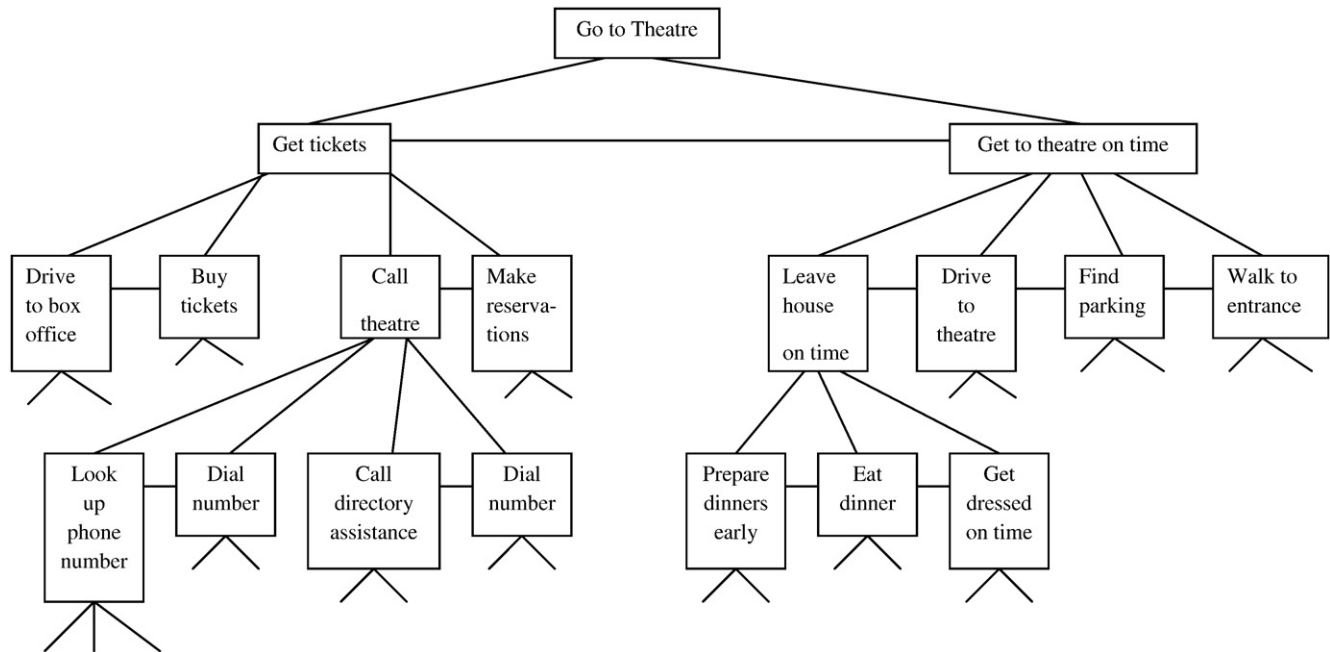 Go to Theatre
Get tickets
Get to theatre on time
Drive
to box
office
Buy
tickets
Call
theatre
Make
reserva-
tions
Leave
house
on time
Drive
to
theatre
Find
parking
Walk to
entrance
Look
up
phone
number
Dial
number
Call
directory
assistance
Dial
number
Prepare
dinners
early
Eat
dinner
Get
dressed
on time